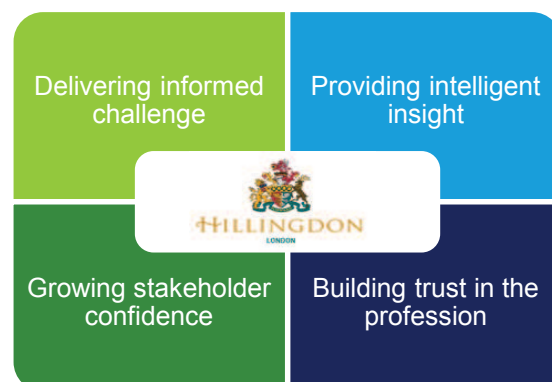 Delivering informed
challenge
Providing intelligent
insight
HILLINGDON
LONDON
Growing stakeholder
confidence
Building trust in the
profession